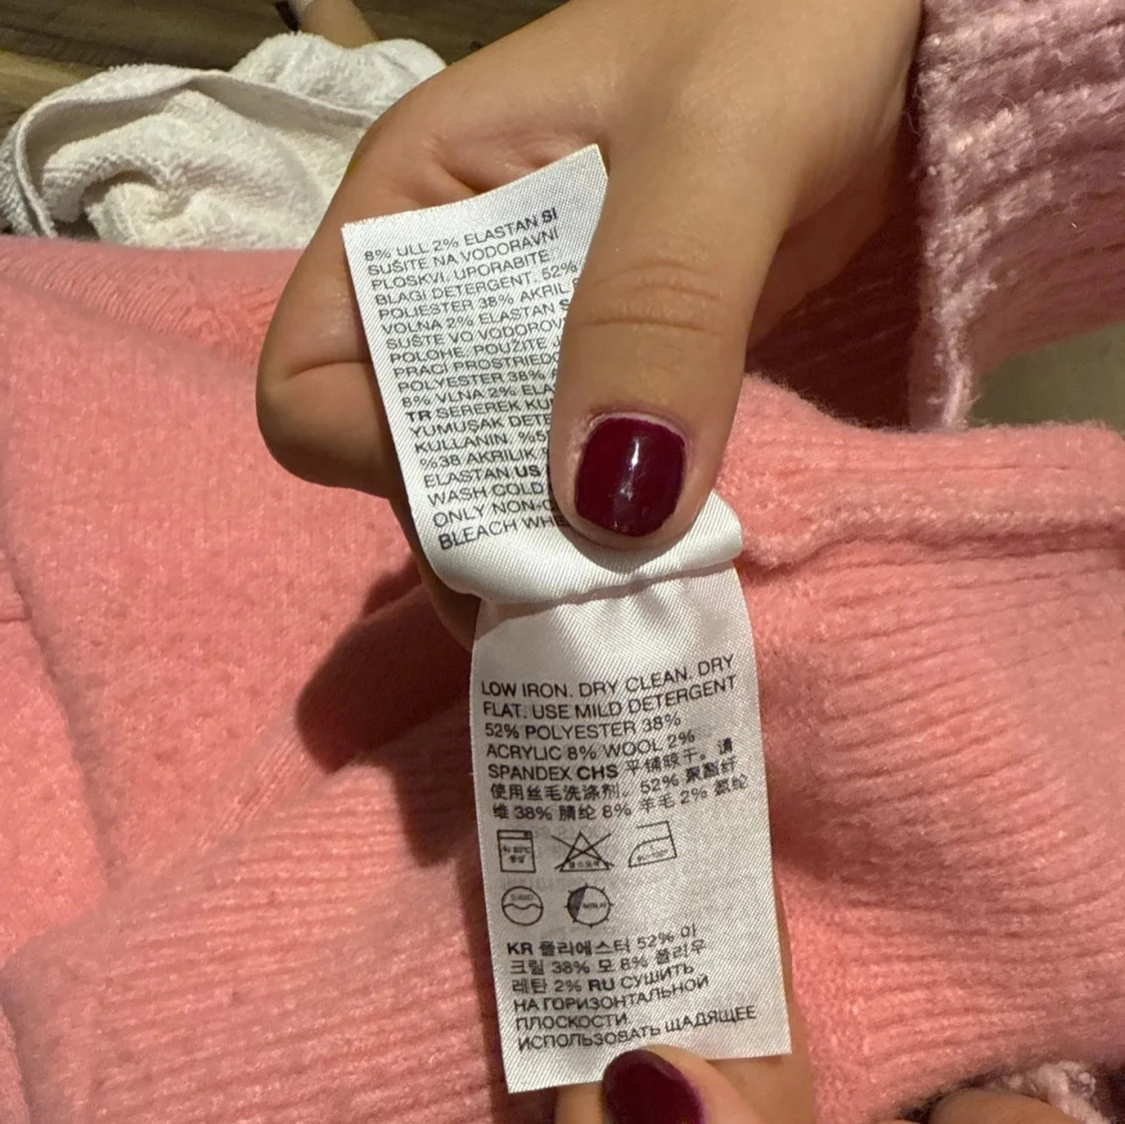 8% ULL 2% ELASTAN SI
SUŠITE NA VODORAVNI
PLOSKVI. UPORABITE
BLAGI DETERGENT. 52%
POLIESTER 38% AKRIL
VOLNA 2% ELASTAN
SUŠTE VO VODOROV
POLOHE. POUŽITE
PRACÍ PROSTRIEDO
POLYESTER 38%
8% VLNA 2% ELA
TR SEREREK KU
YUMUŞAK DETE
KULLANIN. %5
%38 AKRILIK
ELASTAN US
WASH COLD
ONLY NON-C
BLEACH WHE
LOW IRON. DRY CLEAN. DRY
FLAT. USE MILD DETERGENT
52% POLYESTER 38%
ACRYLIC 8% WOOL 2%
SPANDEX CHS 平铺晾干。请
使用丝毛洗涤剂。52% 聚酯纤
维 38% 腈纶 8% 羊毛 2% 氨纶
KR 폴리에스터 52% 아
크릴 38% 모 8% 폴리우
레탄 2% RU СУШИТЬ
НА ГОРИЗОНТАЛЬНОЙ
ПЛОСКОСТИ.
ИСПОЛЬЗОВАТЬ ЩАДЯЩЕЕ